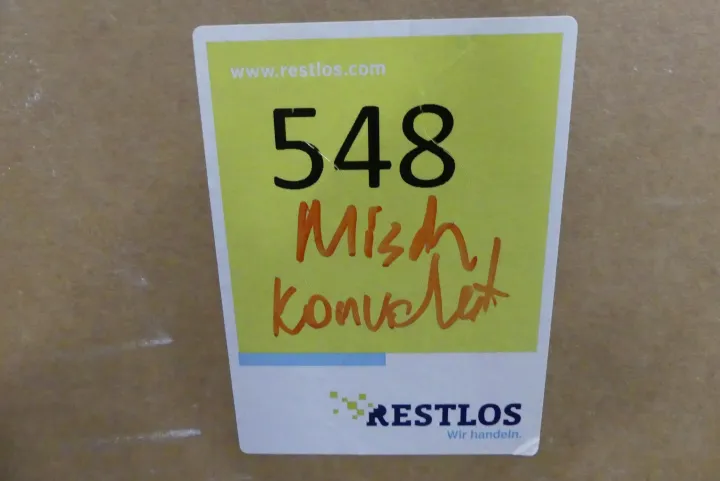 www.restlos.com
548
Misch
Konvolut
RESTLOS
Wir handeln.